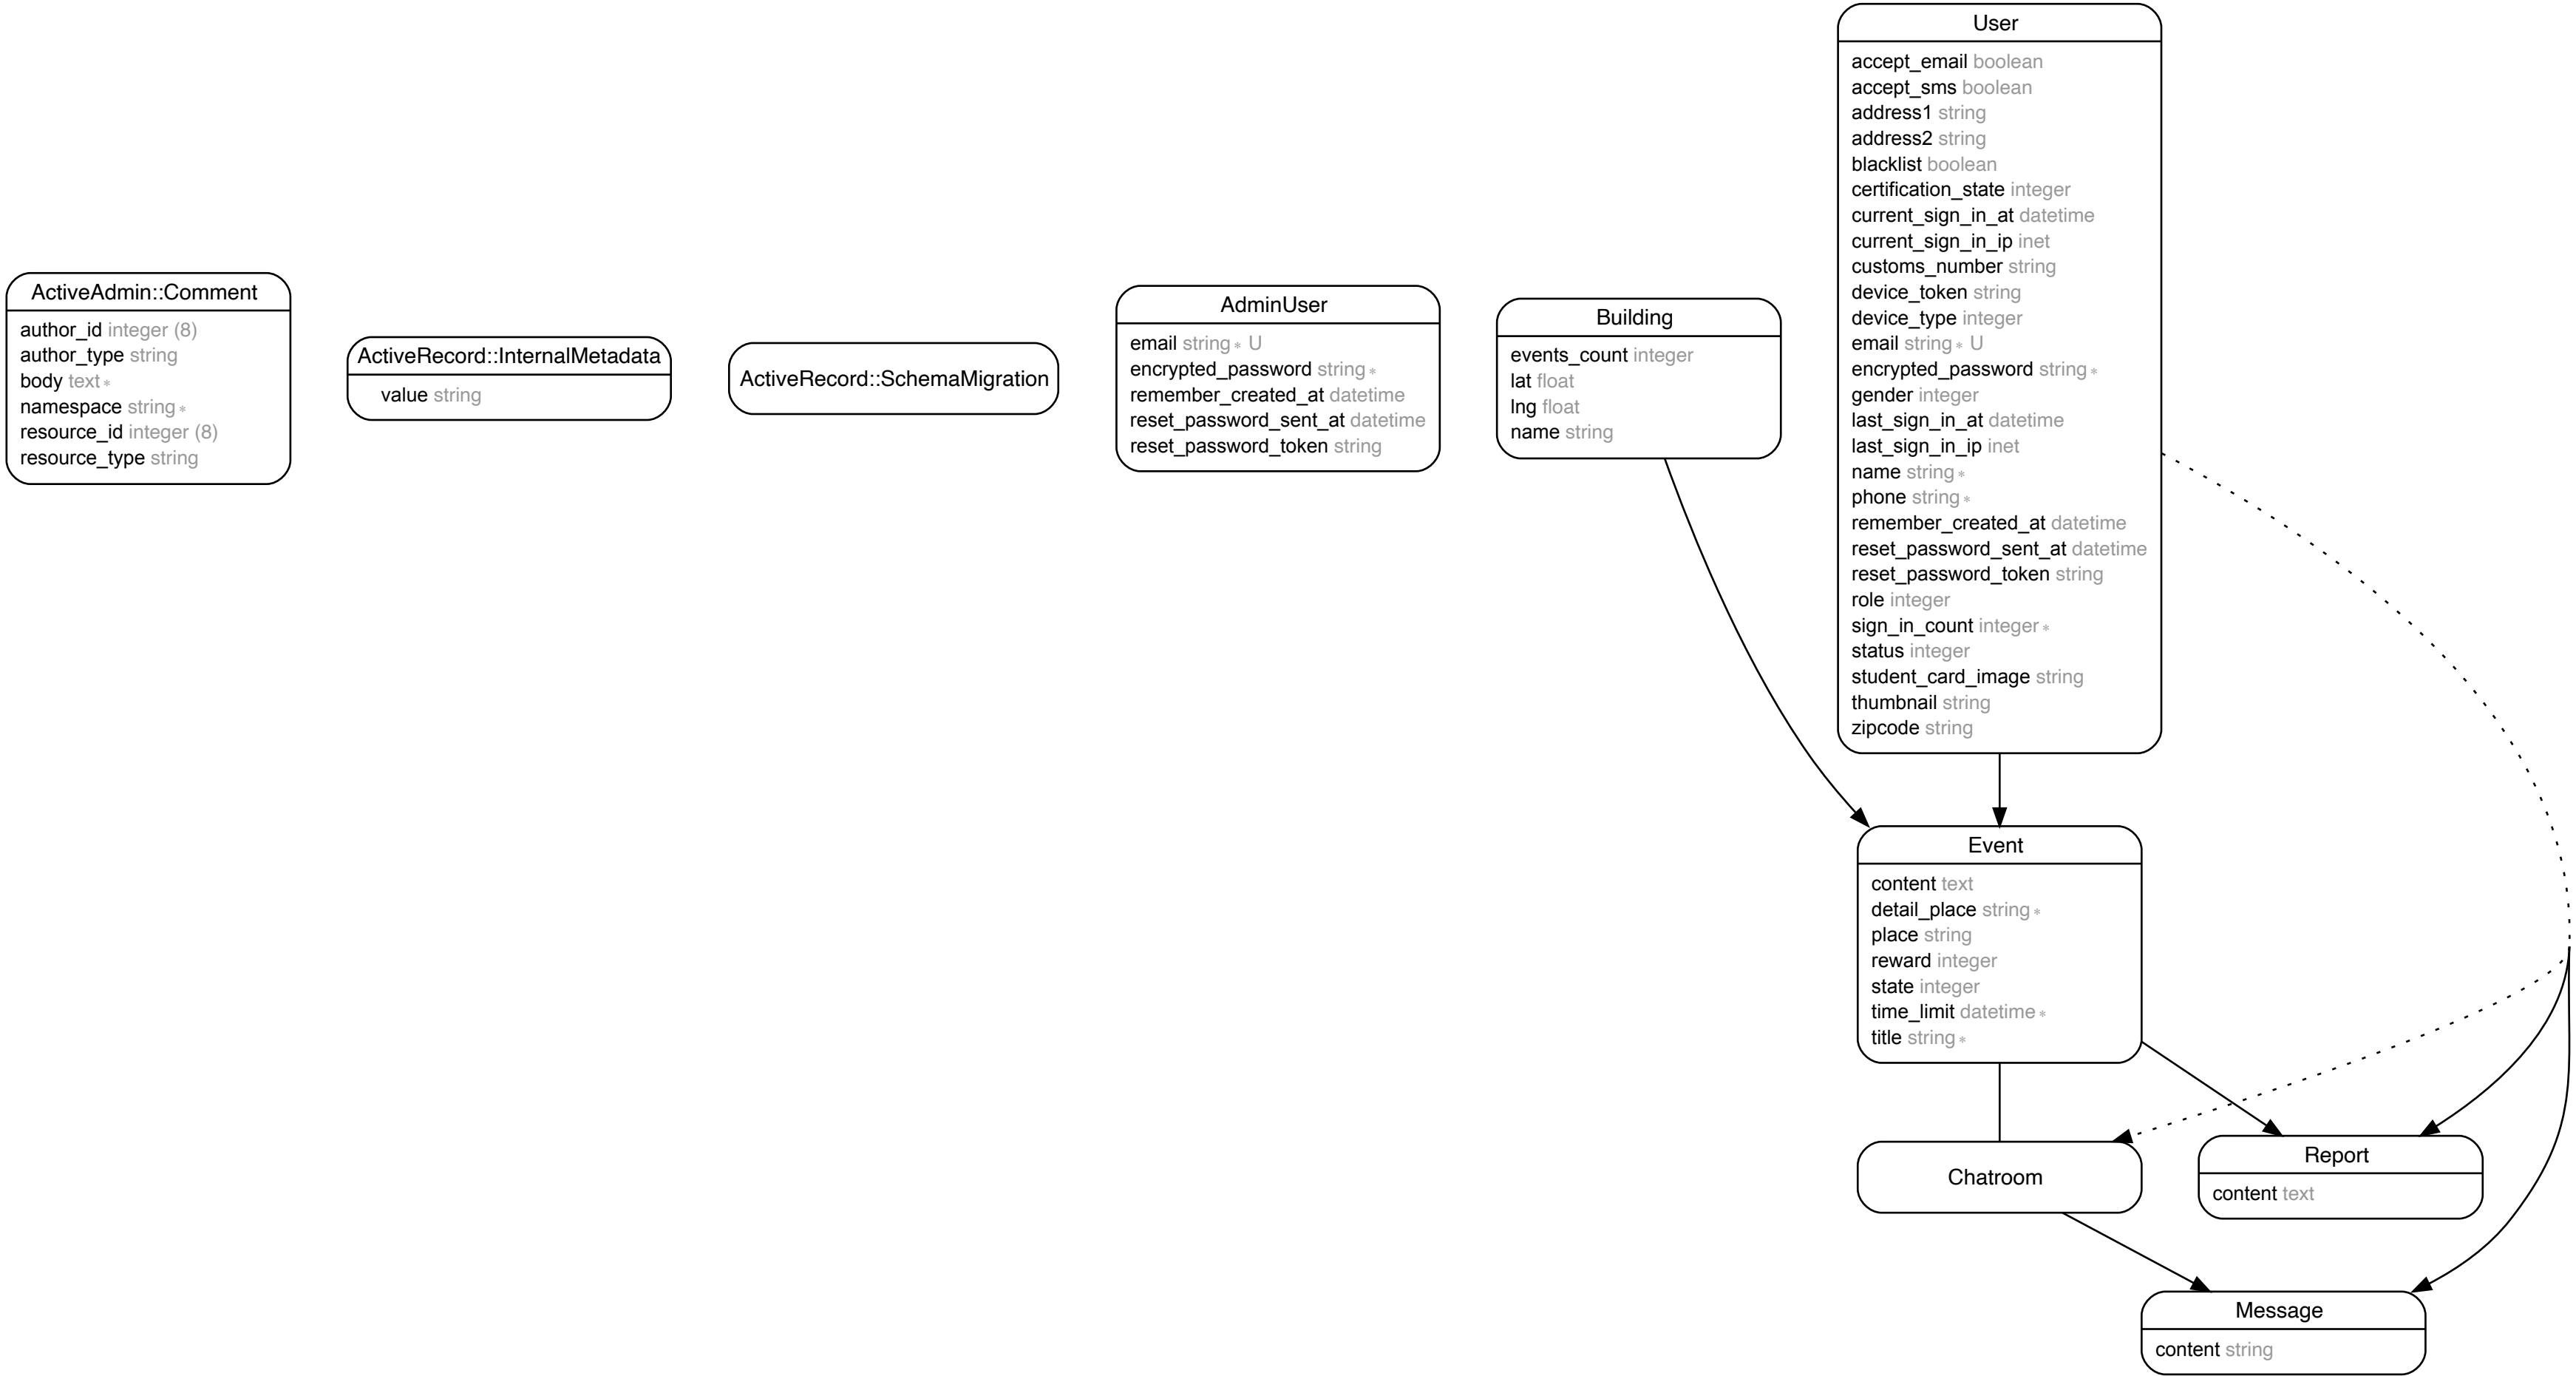 ActiveAdmin::Comment
author_id integer (8)
author_type string
body text *
namespace string *
resource_id integer (8)
resource_type string
ActiveRecord::InternalMetadata
value string
ActiveRecord::SchemaMigration
AdminUser
email string * U
encrypted_password string *
remember_created_at datetime
reset_password_sent_at datetime
reset_password_token string
Building
events_count integer
lat float
lng float
name string
User
accept_email boolean
accept_sms boolean
address1 string
address2 string
blacklist boolean
certification_state integer
current_sign_in_at datetime
current_sign_in_ip inet
customs_number string
device_token string
device_type integer
email string * U
encrypted_password string *
gender integer
last_sign_in_at datetime
last_sign_in_ip inet
name string *
phone string *
remember_created_at datetime
reset_password_sent_at datetime
reset_password_token string
role integer
sign_in_count integer *
status integer
student_card_image string
thumbnail string
zipcode string
Event
content text
detail_place string *
place string
reward integer
state integer
time_limit datetime *
title string *
Chatroom
Report
content text
Message
content string